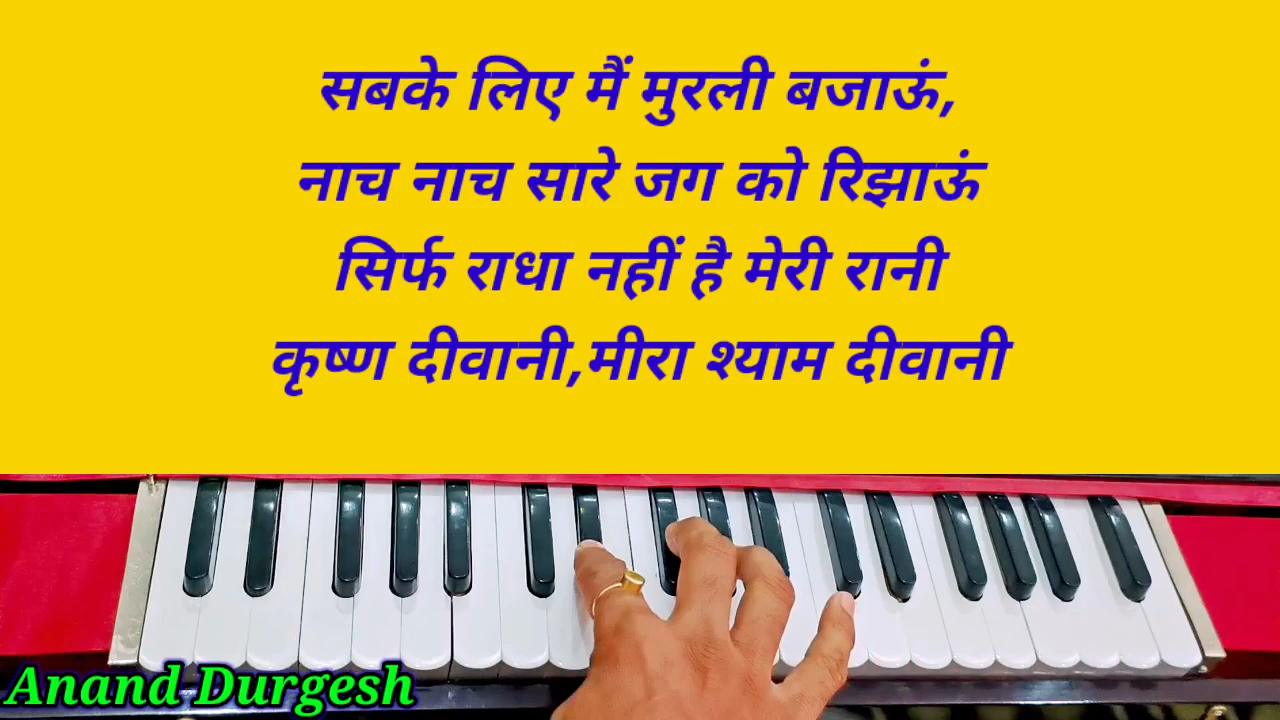 सबके लिए मैं मुरली बजाऊं,
नाच नाच सारे जग को रिझाऊं
सिर्फ राधा नहीं है मेरी रानी
कृष्ण दीवानी,मीरा श्याम दीवानी
Anand Durgesh